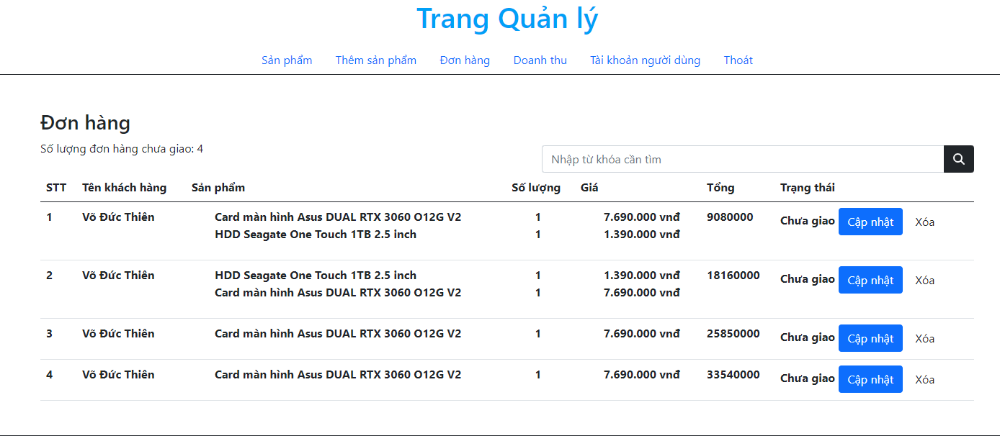 Trang Quản lý
Sản phẩm Thêm sản phẩm Đơn hàng Doanh thu Tài khoản người dùng Thoát
Đơn hàng
Số lượng đơn hàng chưa giao: 4
Nhập từ khóa cần tìm
STT Tên khách hàng Sản phẩm Số lượng Giá Tổng Trạng thái
1 Võ Đức Thiên Card màn hình Asus DUAL RTX 3060 O12G V2 1 7.690.000 vnđ 9080000 Chưa giao Cập nhật Xóa
HDD Seagate One Touch 1TB 2.5 inch 1 1.390.000 vnđ
2 Võ Đức Thiên HDD Seagate One Touch 1TB 2.5 inch 1 1.390.000 vnđ 18160000 Chưa giao Cập nhật Xóa
Card màn hình Asus DUAL RTX 3060 O12G V2 1 7.690.000 vnđ
3 Võ Đức Thiên Card màn hình Asus DUAL RTX 3060 O12G V2 1 7.690.000 vnđ 25850000 Chưa giao Cập nhật Xóa
4 Võ Đức Thiên Card màn hình Asus DUAL RTX 3060 O12G V2 1 7.690.000 vnđ 33540000 Chưa giao Cập nhật Xóa